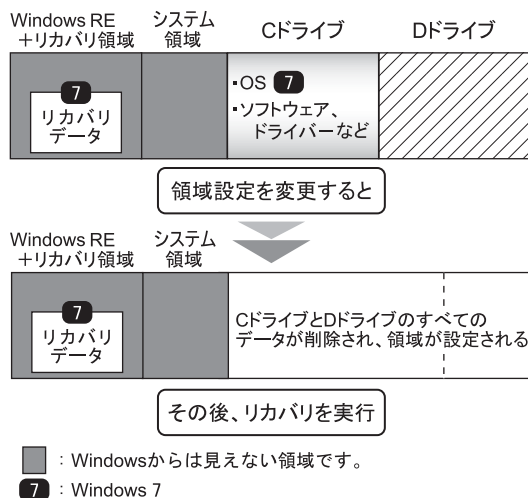 Windows RE
+リカバリ領域
システム
領域
Cドライブ
Dドライブ
7
リカバリ
データ
・OS 7
・ソフトウェア、
ドライバーなど
領域設定を変更すると
Windows RE
+リカバリ領域
システム
領域
7
リカバリ
データ
CドライブとDドライブのすべての
データが削除され、領域が設定される
その後、リカバリを実行
:Windowsからは見えない領域です。
7 :Windows 7